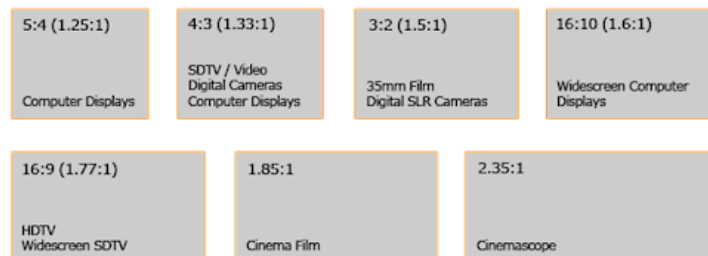 5:4 (1.25:1)
Computer Displays
4:3 (1.33:1)
SDTV / Video
Digital Cameras
Computer Displays
3:2 (1.5:1)
35mm Film
Digital SLR Cameras
16:10 (1.6:1)
Widescreen Computer
Displays
16:9 (1.77:1)
HDTV
Widescreen SDTV
1.85:1
Cinema Film
2.35:1
Cinemascope